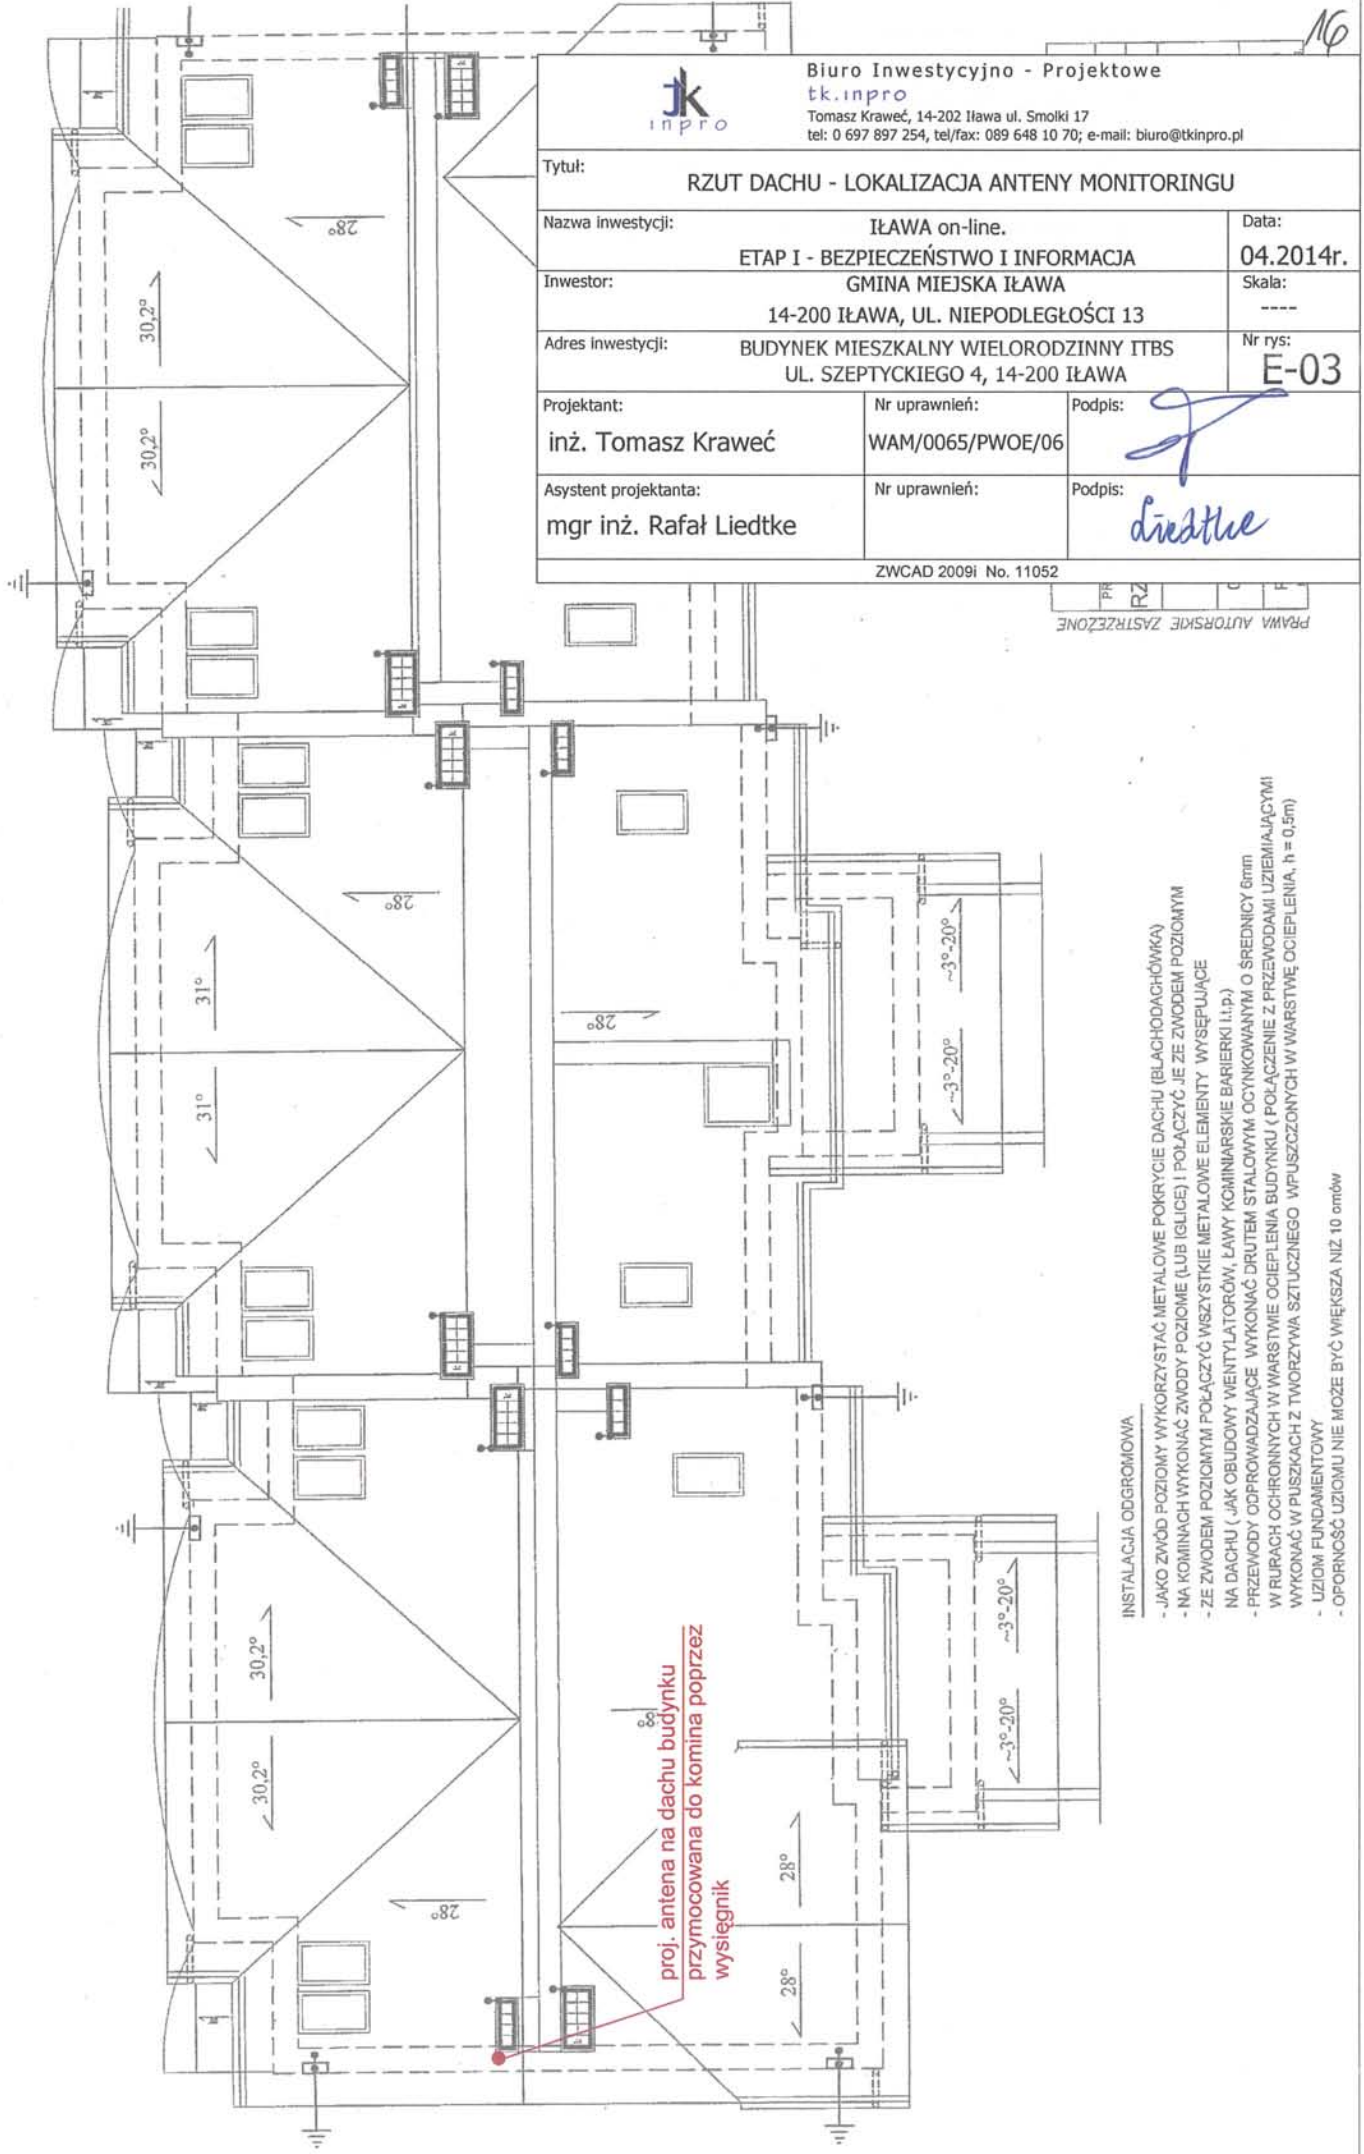 16
JK
inpro
Biuro Inwestycyjno - Projektowe
tk.inpro
Tomasz Kraweć, 14-202 Iława ul. Smolki 17
tel: 0 697 897 254, tel/fax: 089 648 10 70; e-mail: biuro@tkinpro.pl
Tytuł:
RZUT DACHU - LOKALIZACJA ANTENY MONITORINGU
Nazwa inwestycji:
IŁAWA on-line.
ETAP I - BEZPIECZEŃSTWO I INFORMACJA
Data:
04.2014r.
Inwestor:
GMINA MIEJSKA IŁAWA
14-200 IŁAWA, UL. NIEPODLEGŁOŚCI 13
Skala:
----
Adres inwestycji:
BUDYNEK MIESZKALNY WIELORODZINNY ITBS
UL. SZEPTYCKIEGO 4, 14-200 IŁAWA
Nr rys:
E-03
Projektant:
inż. Tomasz Kraweć
Nr uprawnień:
WAM/0065/PWOE/06
Podpis:
Asystent projektanta:
mgr inż. Rafał Liedtke
Nr uprawnień:
Podpis:
Liedtke
ZWCAD 2009i No. 11052
PR
RZ
PRAWA AUTORSKIE ZASTRZEŻONE
28°
30,2°
30,2°
28°
31°
31°
28°
~3°-20°
~3°-20°
30,2°
30,2°
28°
8°
28°
28°
~3°-20°
~3°-20°
proj. antena na dachu budynku
przymocowana do komina poprzez
wysięgnik
INSTALACJA ODGROMOWA
- JAKO ZWÓD POZIOMY WYKORZYSTAĆ METALOWE POKRYCIE DACHU (BLACHODACHÓWKA)
- NA KOMINACH WYKONAĆ ZWODY POZIOME (LUB IGLICE) I POŁĄCZYĆ JE ZE ZWODEM POZIOMYM
- ZE ZWODEM POZIOMYM POŁĄCZYĆ WSZYSTKIE METALOWE ELEMENTY WYSĘPUJĄCE
NA DACHU ( JAK OBUDOWY WENTYLATORÓW, ŁAWY KOMINIARSKIE BARIERKI I.t.p.)
- PRZEWODY ODPROWADZAJĄCE WYKONAĆ DRUTEM STALOWYM OCYNKOWANYM O ŚREDNICY 6mm
W RURACH OCHRONNYCH W WARSTWIE OCIEPLENIA BUDYNKU ( POŁĄCZENIE Z PRZEWODAMI UZIEMIAJĄCYMI
WYKONAĆ W PUSZKACH Z TWORZYWA SZTUCZNEGO WPUSZCZONYCH W WARSTWĘ OCIEPLENIA, h = 0,5m)
- UZIOM FUNDAMENTOWY
- OPORNOŚĆ UZIOMU NIE MOŻE BYĆ WIĘKSZA NIŻ 10 omów